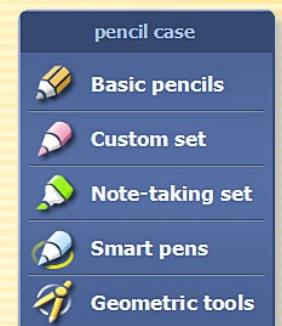 pencil case
Basic pencils
Custom set
Note-taking set
Smart pens
Geometric tools